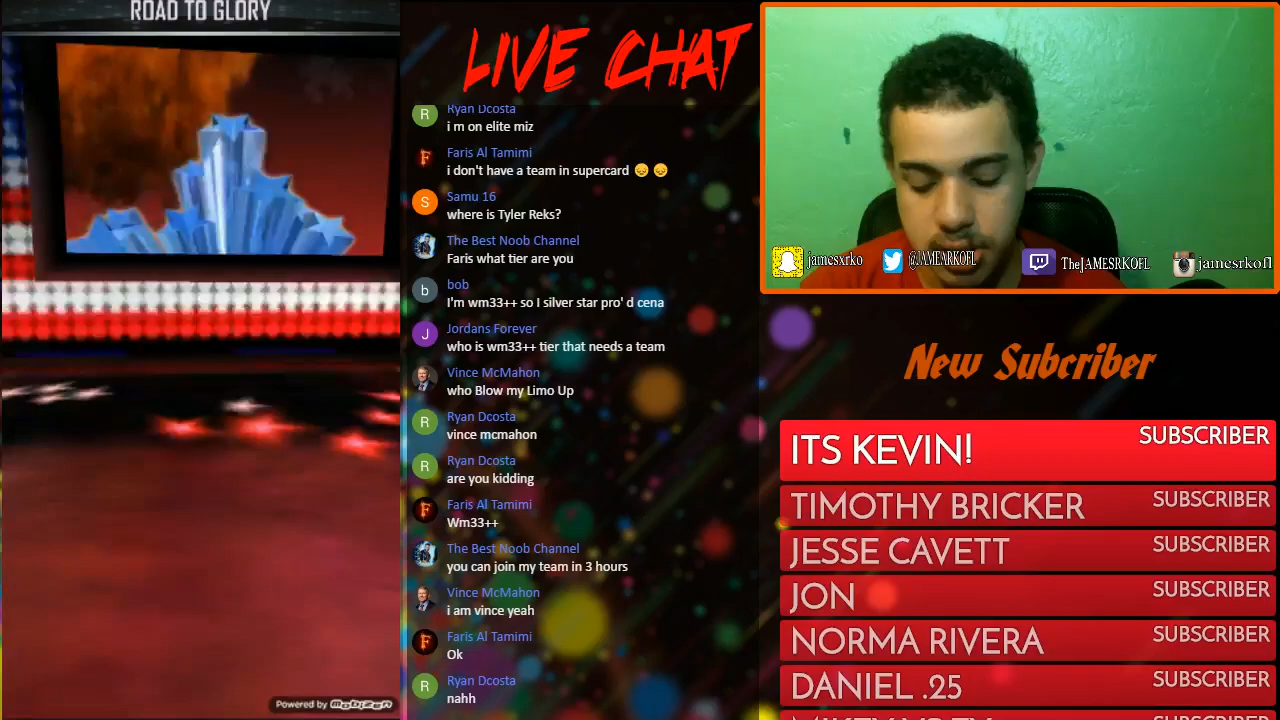 ROAD TO GLORY
Powered by Mobizen
LIVE CHAT
Ryan Dcosta
i m on elite miz
Faris Al Tamimi
i don't have a team in supercard 😞 😞
Samu 16
where is Tyler Reks?
The Best Noob Channel
Faris what tier are you
bob
I'm wm33++ so I silver star pro' d cena
Jordans Forever
who is wm33++ tier that needs a team
Vince McMahon
who Blow my Limo Up
Ryan Dcosta
vince mcmahon
Ryan Dcosta
are you kidding
Faris Al Tamimi
Wm33++
The Best Noob Channel
you can join my team in 3 hours
Vince McMahon
i am vince yeah
Faris Al Tamimi
Ok
Ryan Dcosta
nahh
jamesxrko
@JAMEARKOFL
TheJAMESRKOFL
jamesrkofl
New Subcriber
ITS KEVIN! SUBSCRIBER
TIMOTHY BRICKER SUBSCRIBER
JESSE CAVETT SUBSCRIBER
JON SUBSCRIBER
NORMA RIVERA SUBSCRIBER
DANIEL .25 SUBSCRIBER
SUBSCRIBER